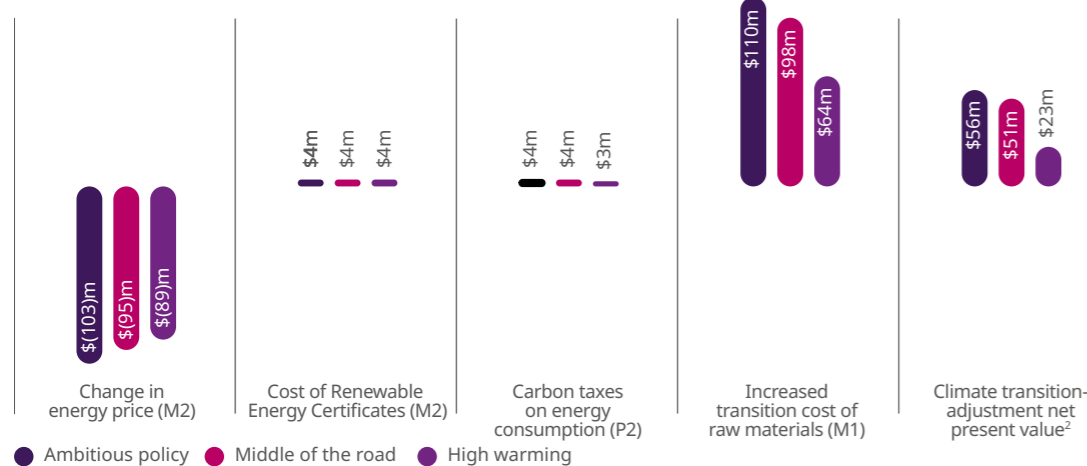 $(103)m
$(95)m
$(89)m
$4m
$4m
$4m
$4m
$4m
$3m
$110m
$98m
$64m
$56m
$51m
$23m
Change in
energy price (M2)
Cost of Renewable
Energy Certificates (M2)
Carbon taxes
on energy
consumption (P2)
Increased
transition cost of
raw materials (M1)
Climate transition-
adjustment net
present value²
Ambitious policy
Middle of the road
High warming